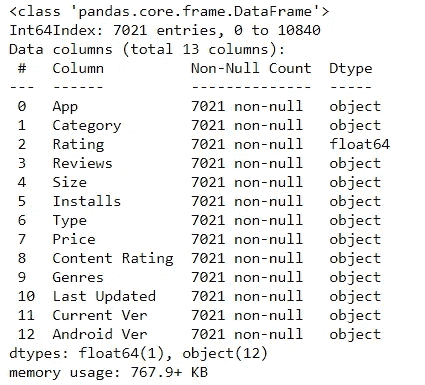 <class 'pandas.core.frame.DataFrame'>
Int64Index: 7021 entries, 0 to 10840
Data columns (total 13 columns):
 #   Column          Non-Null Count  Dtype
---  ------          --------------  -----
 0   App             7021 non-null   object
 1   Category        7021 non-null   object
 2   Rating          7021 non-null   float64
 3   Reviews         7021 non-null   object
 4   Size            7021 non-null   object
 5   Installs        7021 non-null   object
 6   Type            7021 non-null   object
 7   Price           7021 non-null   object
 8   Content Rating  7021 non-null   object
 9   Genres          7021 non-null   object
 10  Last Updated    7021 non-null   object
 11  Current Ver     7021 non-null   object
 12  Android Ver     7021 non-null   object
dtypes: float64(1), object(12)
memory usage: 767.9+ KB